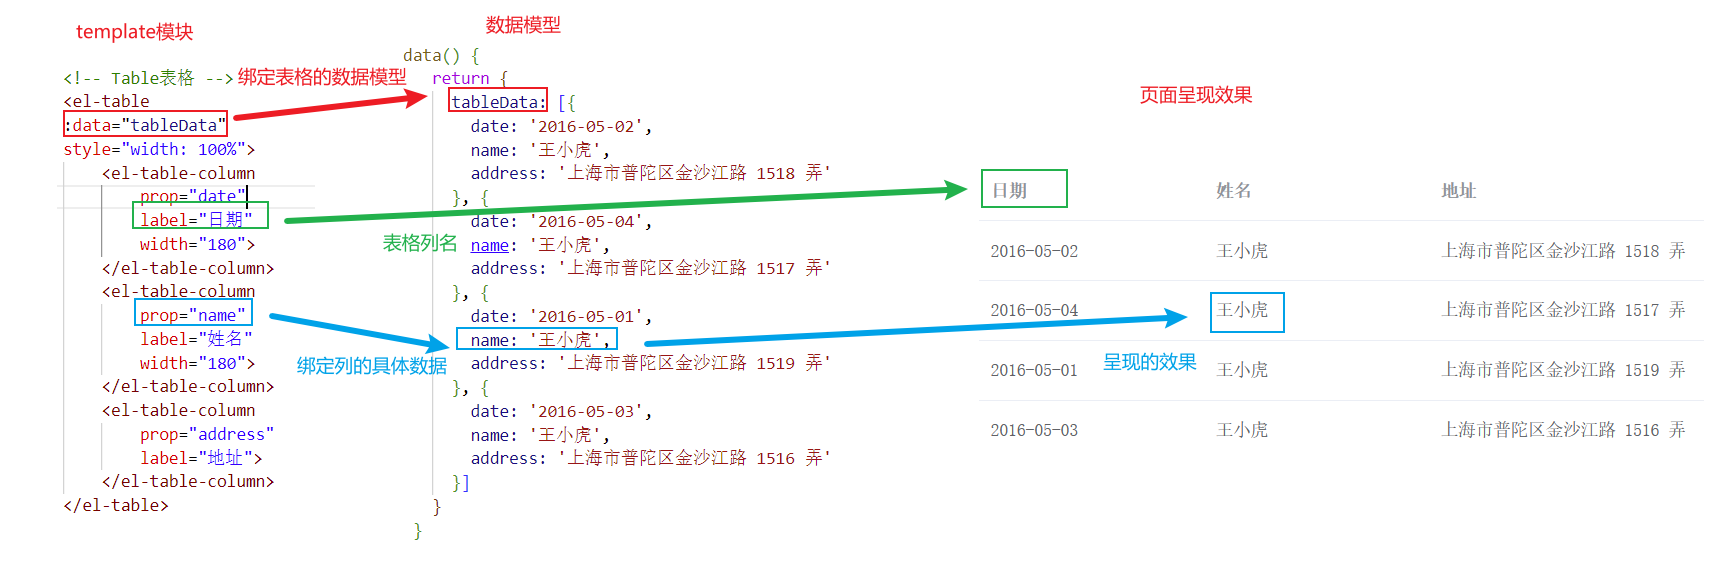 template模块
<!-- Table表格 -->
<el-table
:data="tableData"
style="width: 100%">
<el-table-column
prop="date"
label="日期"
width="180">
</el-table-column>
<el-table-column
prop="name"
label="姓名"
width="180">
</el-table-column>
<el-table-column
prop="address"
label="地址">
</el-table-column>
</el-table>
绑定表格的数据模型
表格列名
绑定列的具体数据
数据模型
data() {
return {
tableData: [{
date: '2016-05-02',
name: '王小虎',
address: '上海市普陀区金沙江路 1518 弄'
}, {
date: '2016-05-04',
name: '王小虎',
address: '上海市普陀区金沙江路 1517 弄'
}, {
date: '2016-05-01',
name: '王小虎',
address: '上海市普陀区金沙江路 1519 弄'
}, {
date: '2016-05-03',
name: '王小虎',
address: '上海市普陀区金沙江路 1516 弄'
}]
}
}
页面呈现效果
日期 姓名 地址
2016-05-02 王小虎 上海市普陀区金沙江路 1518 弄
2016-05-04 王小虎 上海市普陀区金沙江路 1517 弄
2016-05-01 王小虎 上海市普陀区金沙江路 1519 弄
2016-05-03 王小虎 上海市普陀区金沙江路 1516 弄
呈现的效果